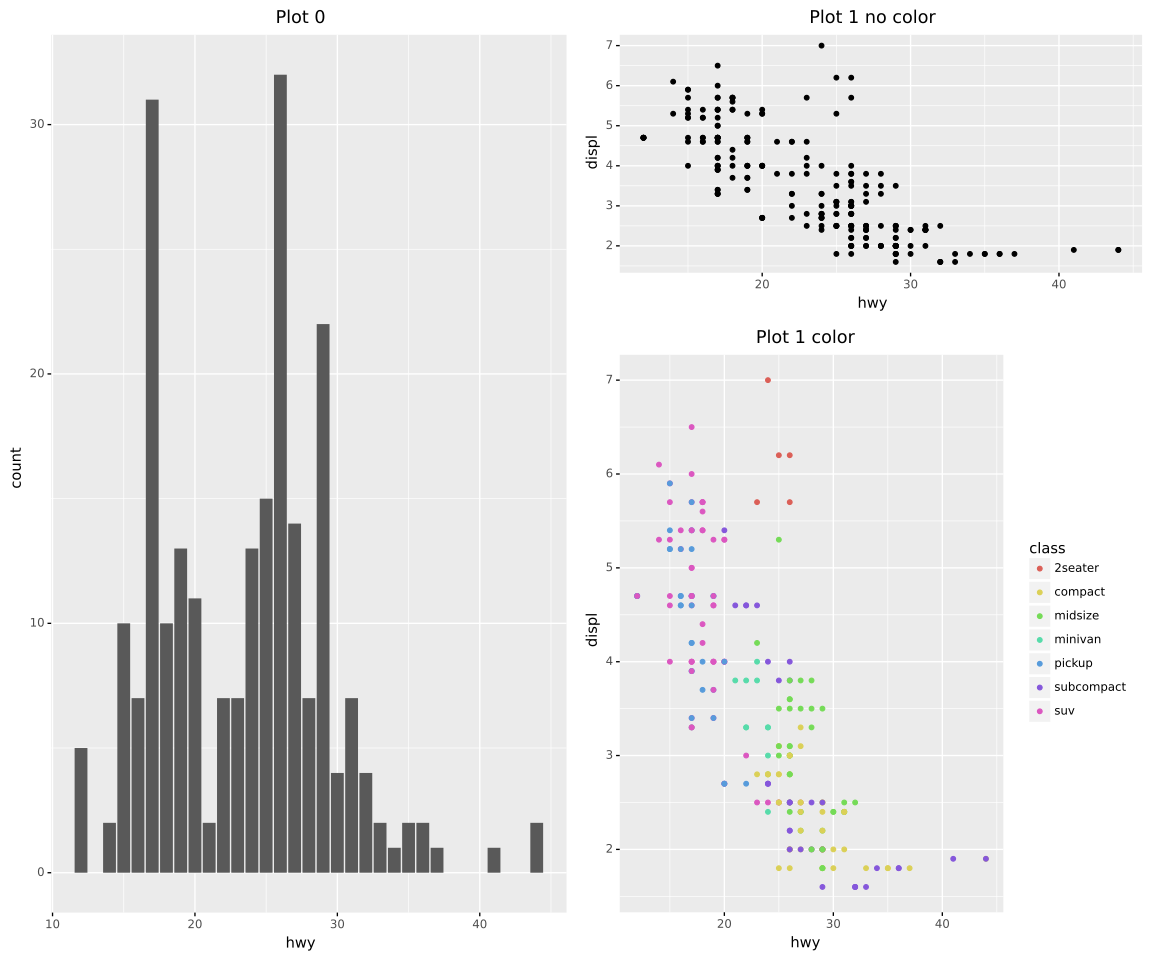 Plot 0
30
20
10
0
count
10 20 30 40
hwy
Plot 1 no color
7
6
5
4
3
2
displ
20 30 40
hwy
Plot 1 color
7
6
5
4
3
2
displ
20 30 40
hwy
class
2seater
compact
midsize
minivan
pickup
subcompact
suv